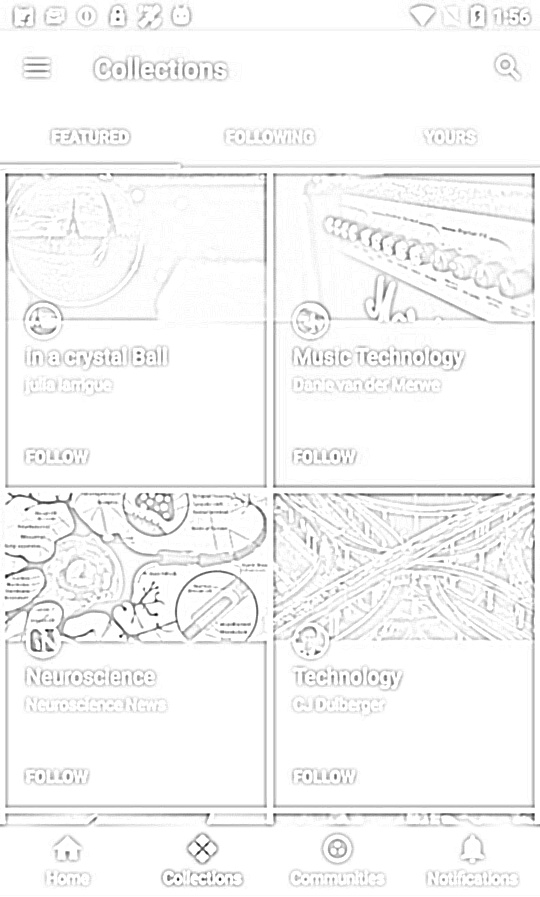 1:56
Collections
FEATURED
FOLLOWING
YOURS
In a crystal Ball
julia larrigue
FOLLOW
Music Technology
Danie van der Merwe
FOLLOW
Neuroscience
Neuroscience News
FOLLOW
Technology
CJ Dulberger
FOLLOW
Home
Collections
Communities
Notifications